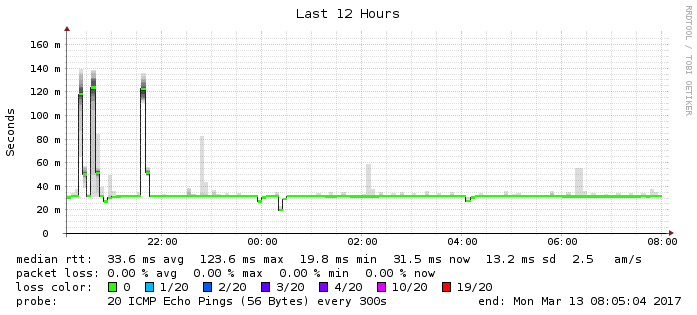 Last 12 Hours
RRDTOOL / TOBI OETIKER
Seconds
160 m
140 m
120 m
100 m
80 m
60 m
40 m
20 m
0
22:00 00:00 02:00 04:00 06:00 08:00
median rtt: 33.6 ms avg 123.6 ms max 19.8 ms min 31.5 ms now 13.2 ms sd 2.5 am/s
packet loss: 0.00 % avg 0.00 % max 0.00 % min 0.00 % now
loss color: 0 1/20 2/20 3/20 4/20 10/20 19/20
probe: 20 ICMP Echo Pings (56 Bytes) every 300s end: Mon Mar 13 08:05:04 2017